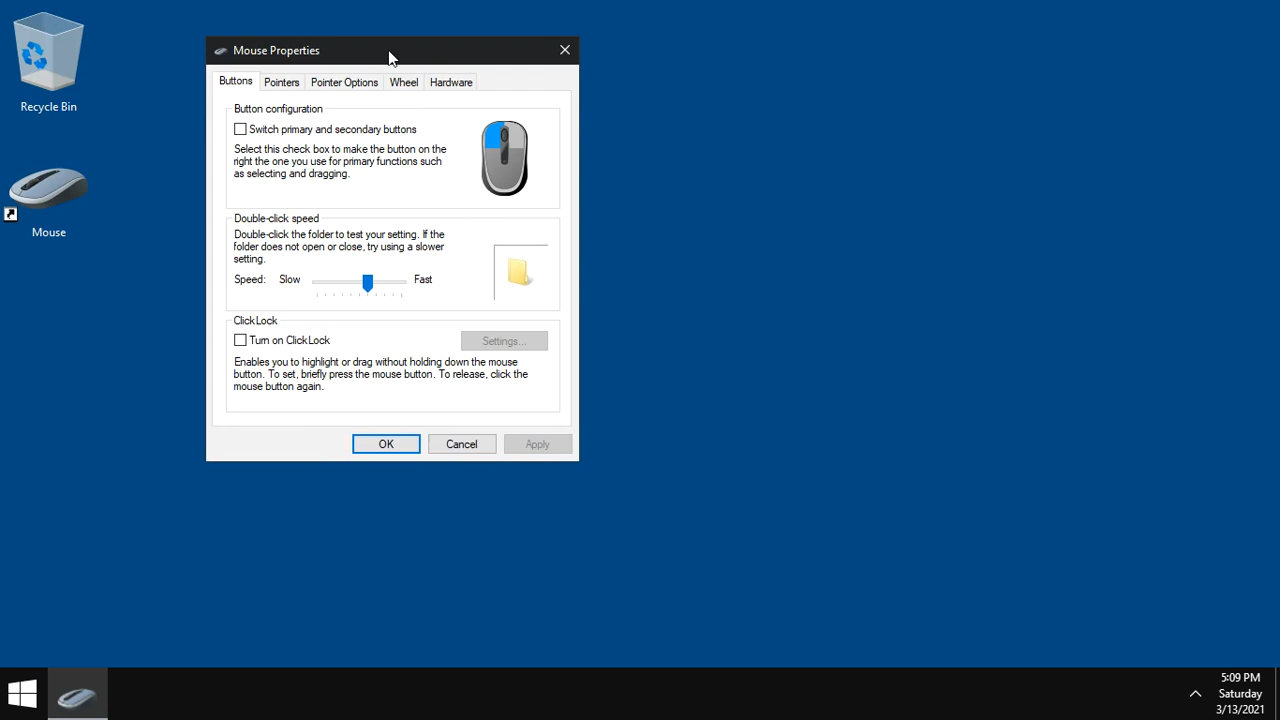 Recycle Bin
Mouse
Mouse Properties
Buttons
Pointers
Pointer Options
Wheel
Hardware
Button configuration
Switch primary and secondary buttons
Select this check box to make the button on the
right the one you use for primary functions such
as selecting and dragging.
Double-click speed
Double-click the folder to test your setting. If the
folder does not open or close, try using a slower
setting.
Speed: Slow Fast
ClickLock
Turn on ClickLock
Settings...
Enables you to highlight or drag without holding down the mouse
button. To set, briefly press the mouse button. To release, click the
mouse button again.
OK
Cancel
Apply
5:09 PM
Saturday
3/13/2021